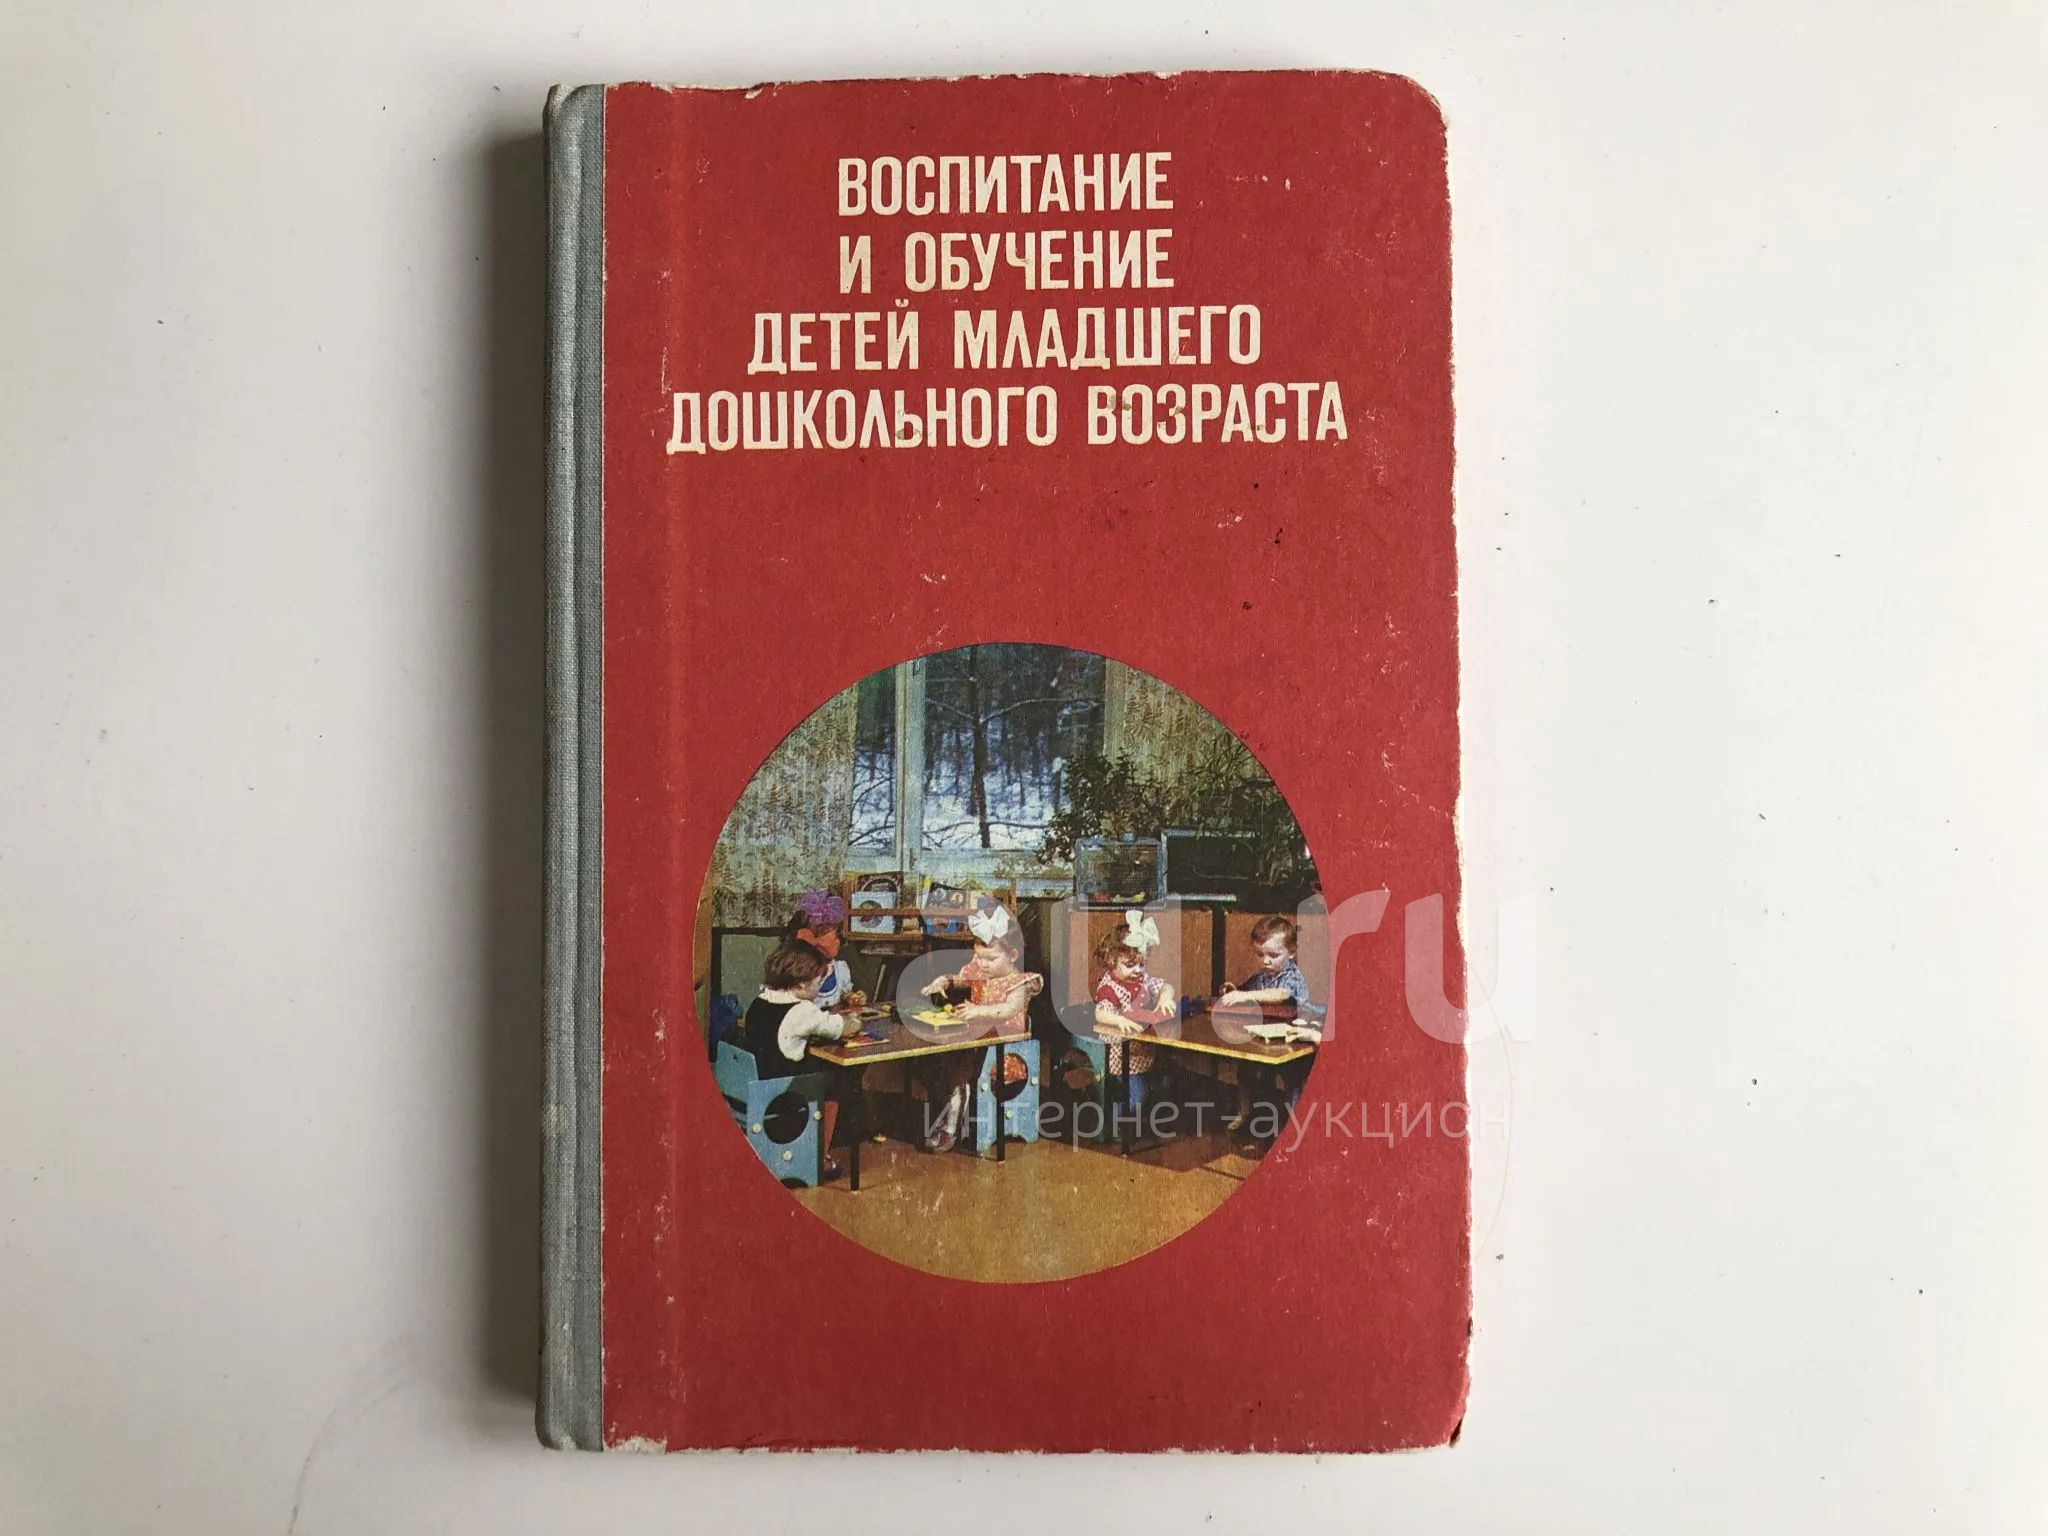 ВОСПИТАНИЕ
И ОБУЧЕНИЕ
ДЕТЕЙ МЛАДШЕГО
ДОШКОЛЬНОГО ВОЗРАСТА
au.ru
интернет-аукцион